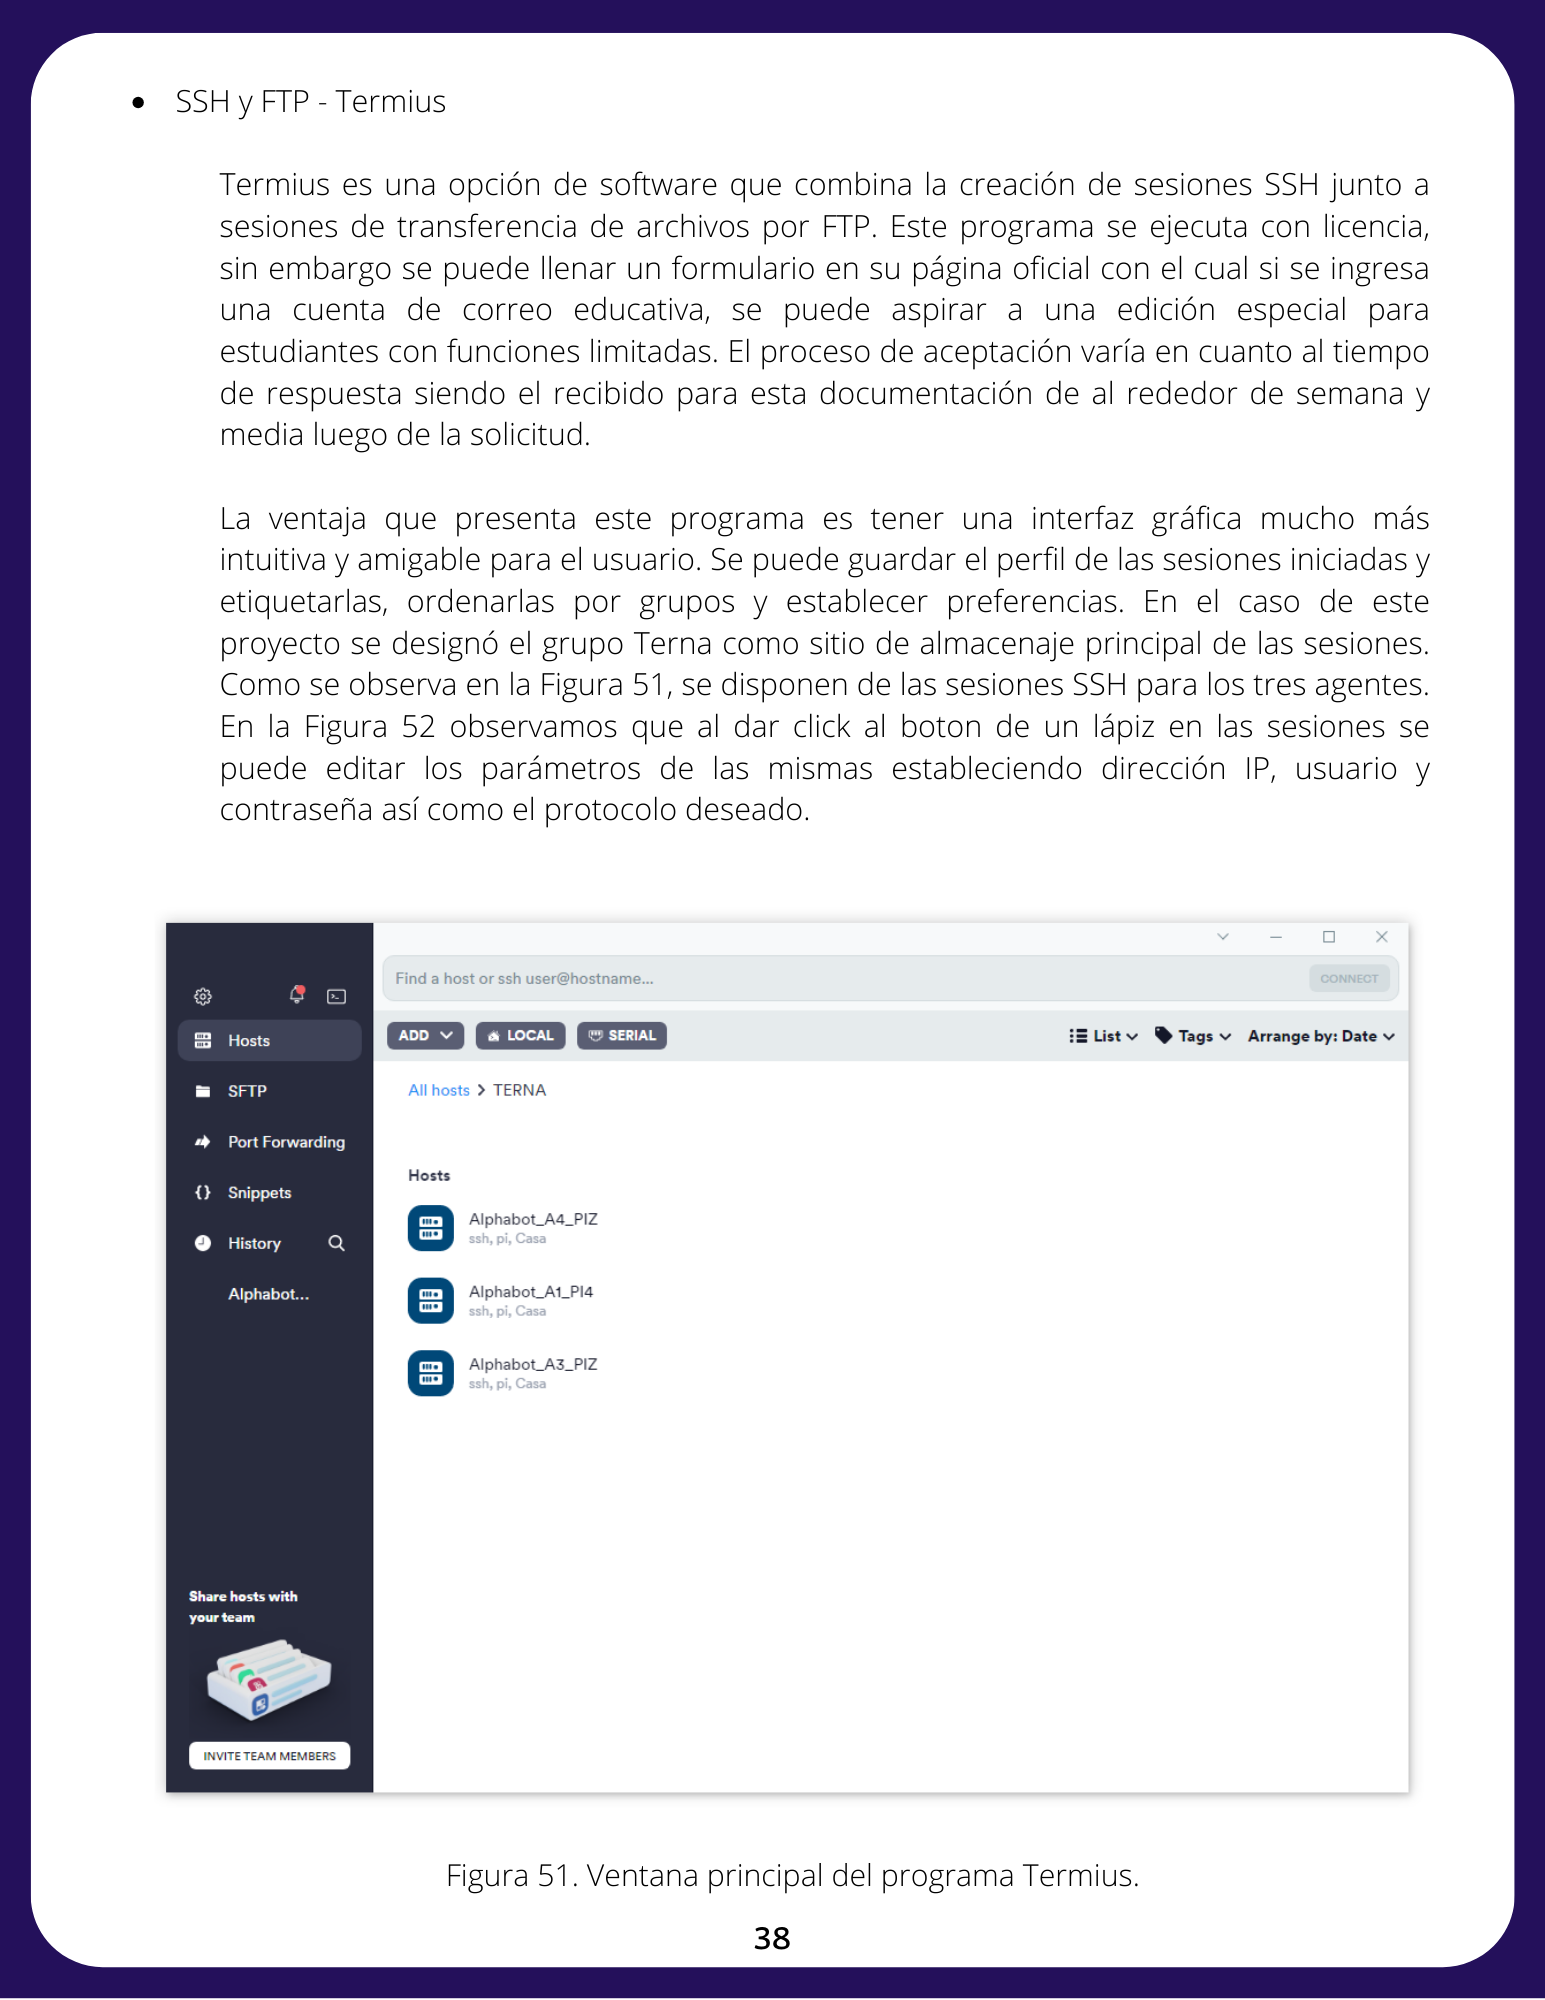 SSH y FTP - Termius
Termius es una opción de software que combina la creación de sesiones SSH junto a
sesiones de transferencia de archivos por FTP. Este programa se ejecuta con licencia,
sin embargo se puede llenar un formulario en su página oficial con el cual si se ingresa
una cuenta de correo educativa, se puede aspirar a una edición especial para
estudiantes con funciones limitadas. El proceso de aceptación varía en cuanto al tiempo
de respuesta siendo el recibido para esta documentación de al rededor de semana y
media luego de la solicitud.
La ventaja que presenta este programa es tener una interfaz gráfica mucho más
intuitiva y amigable para el usuario. Se puede guardar el perfil de las sesiones iniciadas y
etiquetarlas, ordenarlas por grupos y establecer preferencias. En el caso de este
proyecto se designó el grupo Terna como sitio de almacenaje principal de las sesiones.
Como se observa en la Figura 51, se disponen de las sesiones SSH para los tres agentes.
En la Figura 52 observamos que al dar click al boton de un lápiz en las sesiones se
puede editar los parámetros de las mismas estableciendo dirección IP, usuario y
contraseña así como el protocolo deseado.
Find a host or ssh user@hostname...
CONNECT
ADD
LOCAL
SERIAL
List
Tags
Arrange by: Date
Hosts
SFTP
Port Forwarding
Snippets
History
Alphabot...
All hosts > TERNA
Hosts
Alphabot_A4_PIZ
ssh, pi, Casa
Alphabot_A1_PI4
ssh, pi, Casa
Alphabot_A3_PIZ
ssh, pi, Casa
Share hosts with
your team
INVITE TEAM MEMBERS
Figura 51. Ventana principal del programa Termius.
38